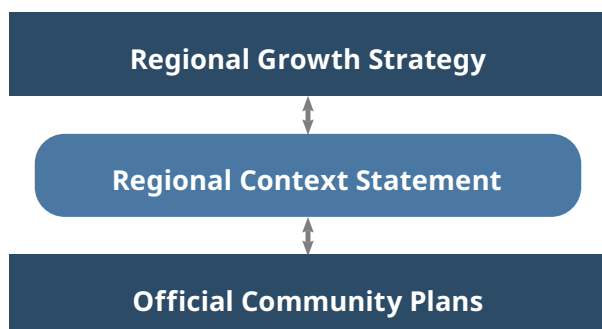 Regional Growth Strategy
Regional Context Statement
Official Community Plans